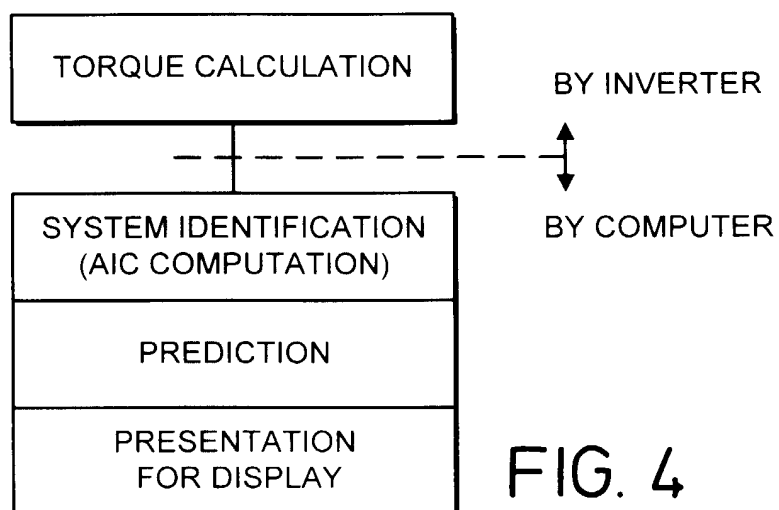 TORQUE CALCULATION
BY INVERTER
BY COMPUTER
SYSTEM IDENTIFICATION
(AIC COMPUTATION)
PREDICTION
PRESENTATION
FOR DISPLAY
FIG. 4